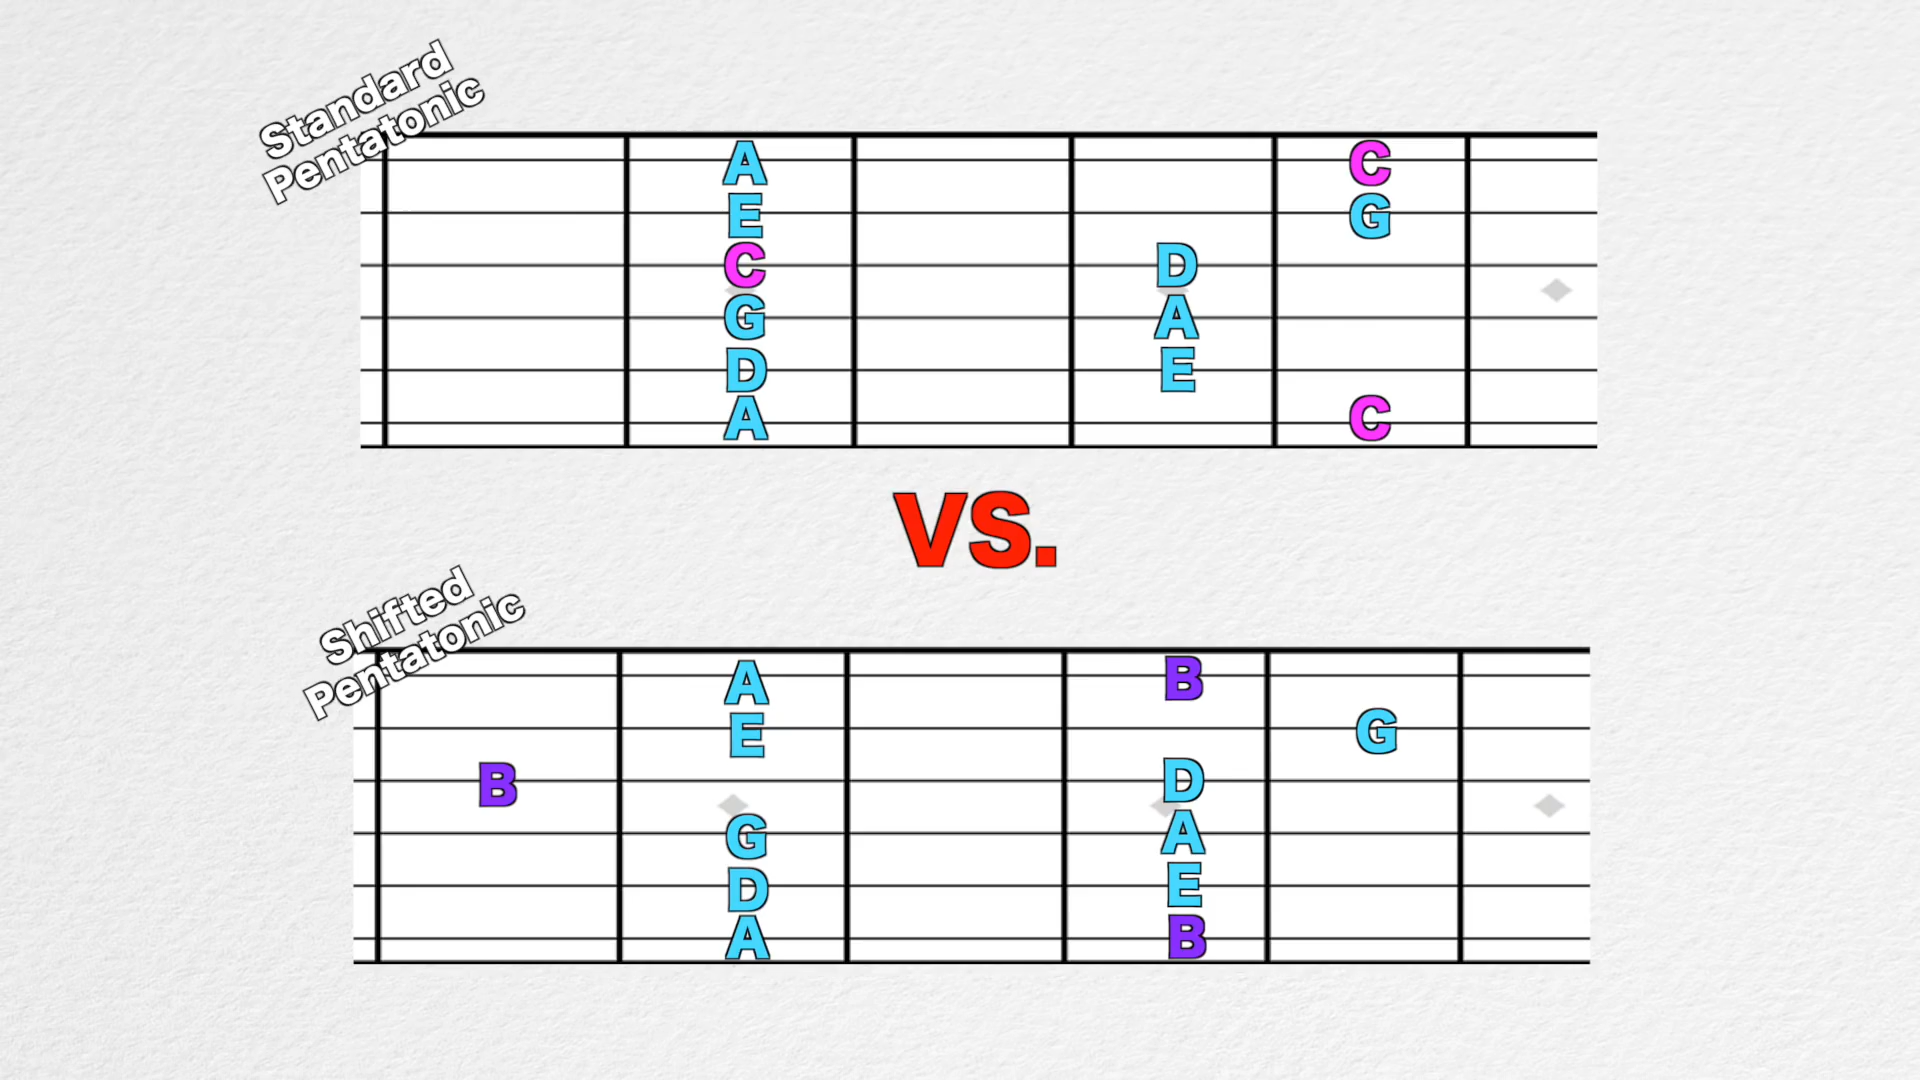 Standard
Pentatonic
A C
E G
C D
G A
D E
A C
VS.
Shifted
Pentatonic
A B
E G
B D
G A
D E
A B